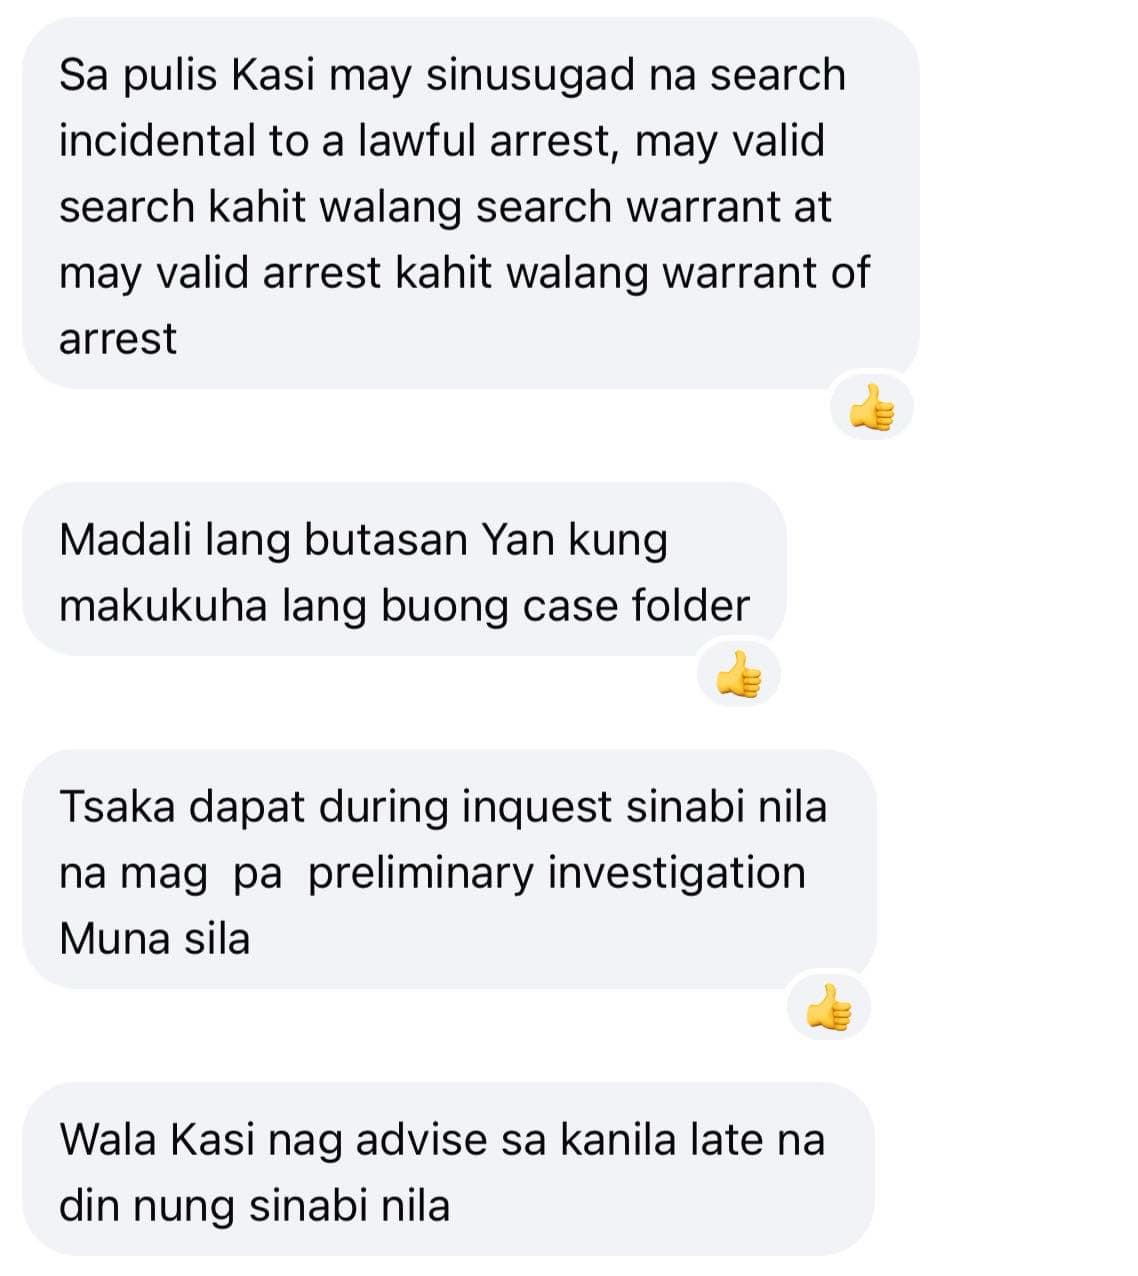 Sa pulis Kasi may sinusugad na search
incidental to a lawful arrest, may valid
search kahit walang search warrant at
may valid arrest kahit walang warrant of
arrest
Madali lang butasan Yan kung
makukuha lang buong case folder
Tsaka dapat during inquest sinabi nila
na mag  pa  preliminary investigation
Muna sila
Wala Kasi nag advise sa kanila late na
din nung sinabi nila